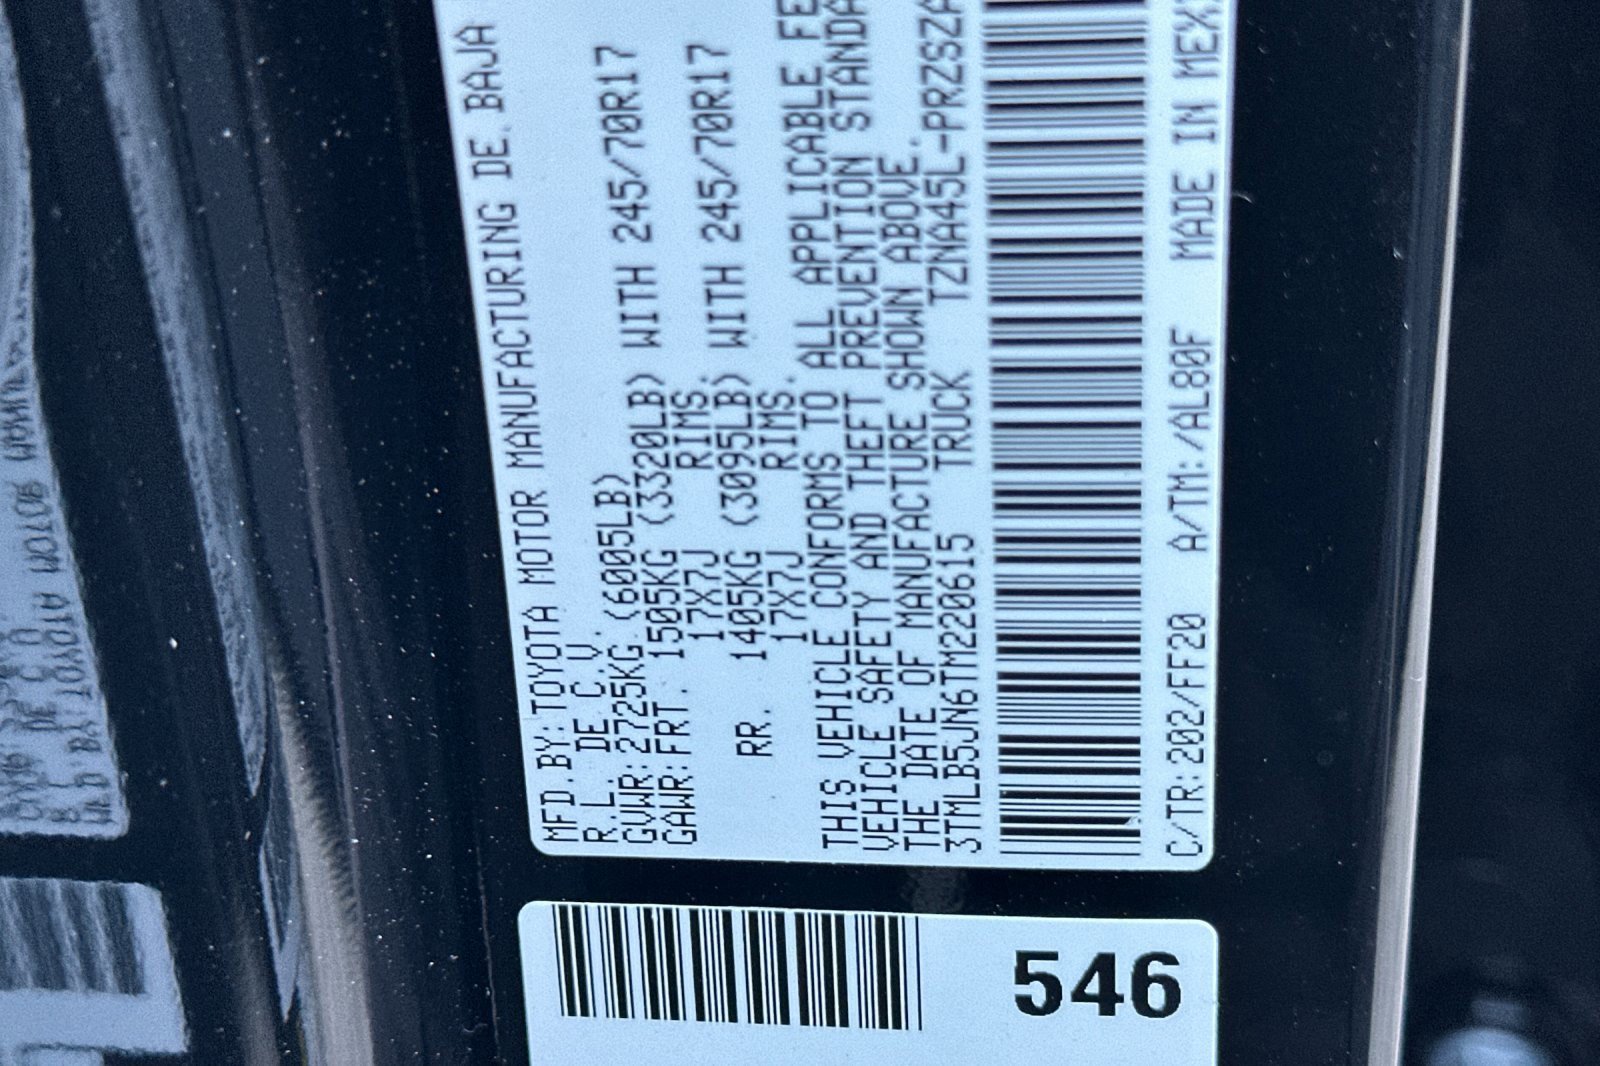 MFD.BY:TOYOTA MOTOR MANUFACTURING DE BAJA
R.L. DE C.V.
GVWR:2725KG(6005LB)
GAWR:FRT. 1505KG (3320LB) WITH 245/70R17
17X7J RIMS.
RR. 1405KG (3095LB) WITH 245/70R17
17X7J RIMS.
THIS VEHICLE CONFORMS TO ALL APPLICABLE FE
VEHICLE SAFETY AND THEFT PREVENTION STANDA
THE DATE OF MANUFACTURE SHOWN ABOVE.
3TMLB5JN6TM220615 TRUCK TZNA45L-PRZSZA
C/TR:202/FF20 A/TM:/AL80F MADE IN MEX
546